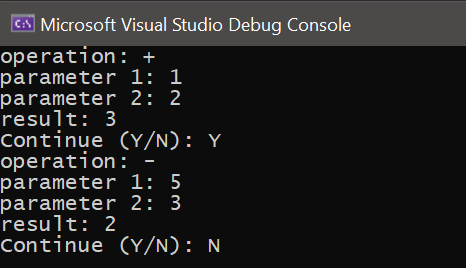 C:\
Microsoft Visual Studio Debug Console
operation: +
parameter 1: 1
parameter 2: 2
result: 3
Continue (Y/N): Y
operation: -
parameter 1: 5
parameter 2: 3
result: 2
Continue (Y/N): N